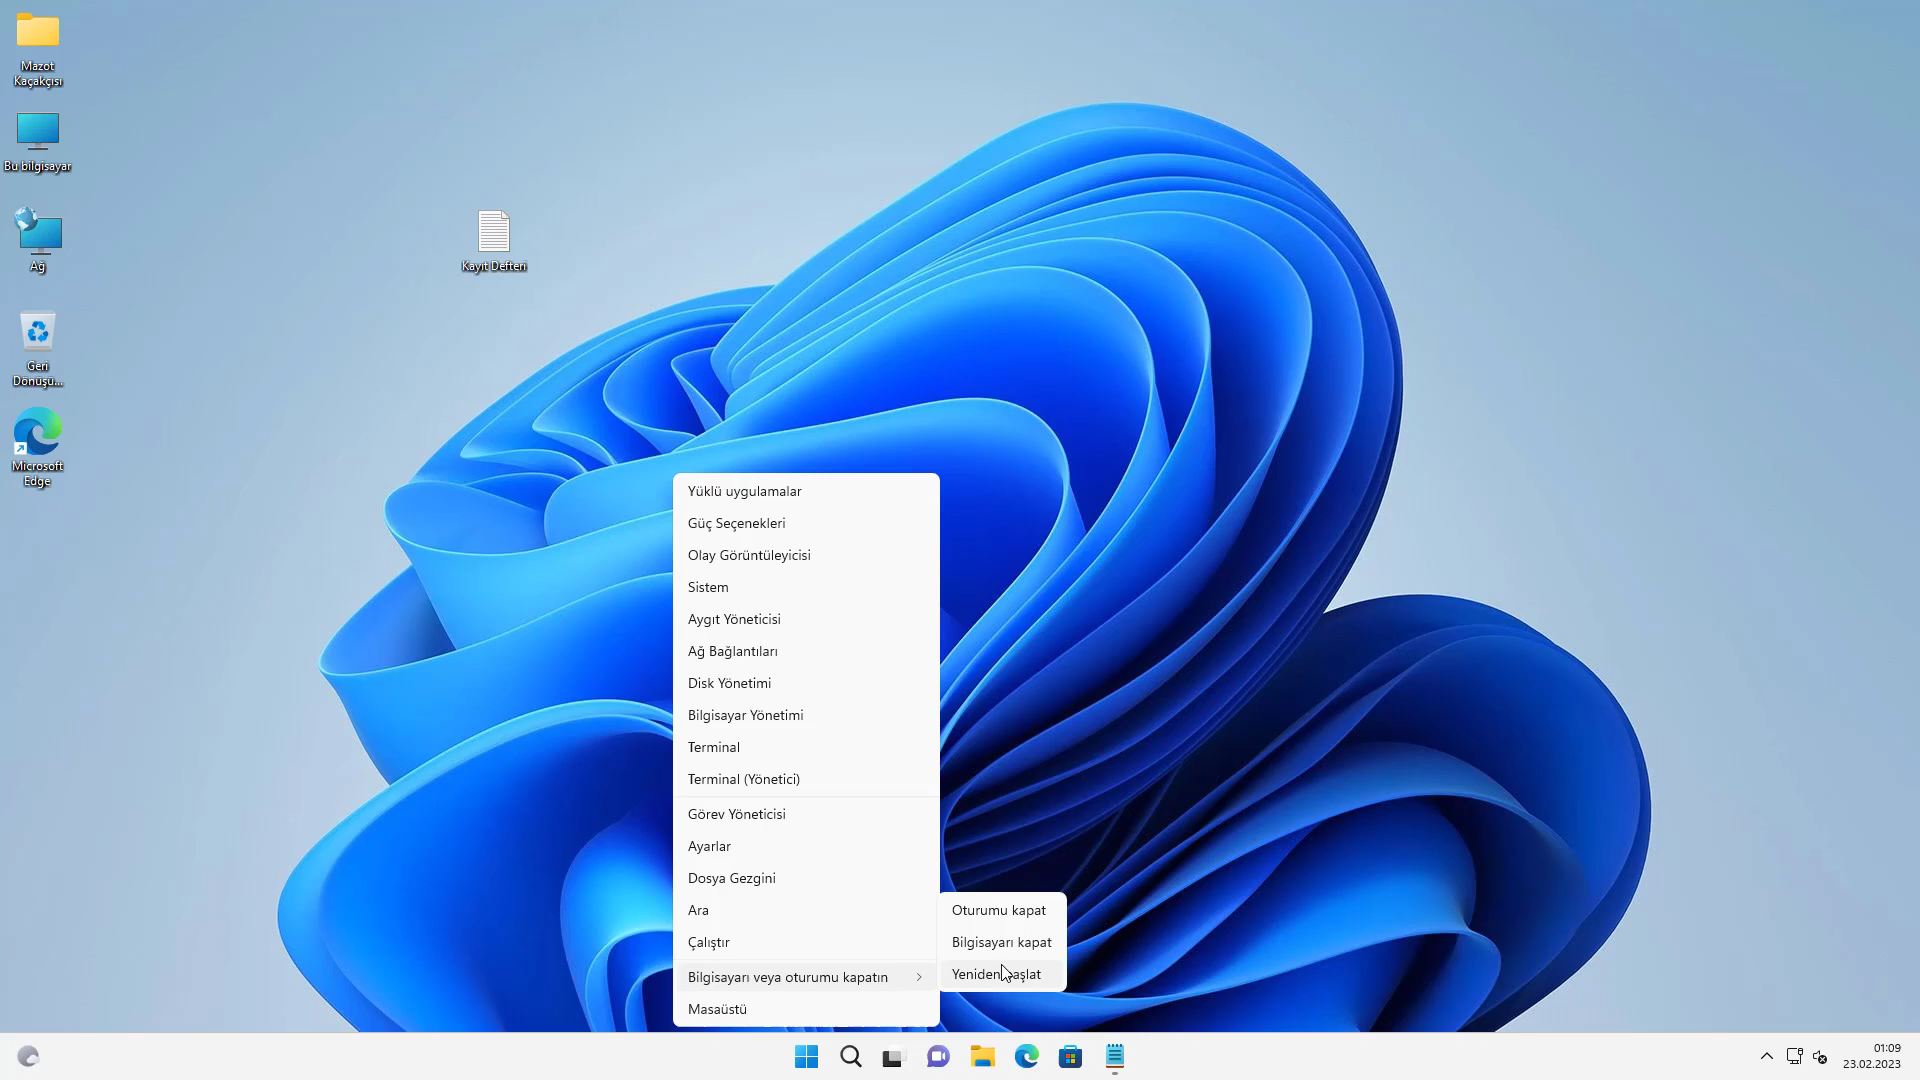 Mazot
Kaçakçısı
Bu bilgisayar
Ağ
Geri
Dönüşü...
Microsoft
Edge
Kayıt Defteri
Yüklü uygulamalar
Güç Seçenekleri
Olay Görüntüleyicisi
Sistem
Aygıt Yöneticisi
Ağ Bağlantıları
Disk Yönetimi
Bilgisayar Yönetimi
Terminal
Terminal (Yönetici)
Görev Yöneticisi
Ayarlar
Dosya Gezgini
Ara
Çalıştır
Bilgisayarı veya oturumu kapatın
Masaüstü
Oturumu kapat
Bilgisayarı kapat
Yeniden başlat
01:09
23.02.2023